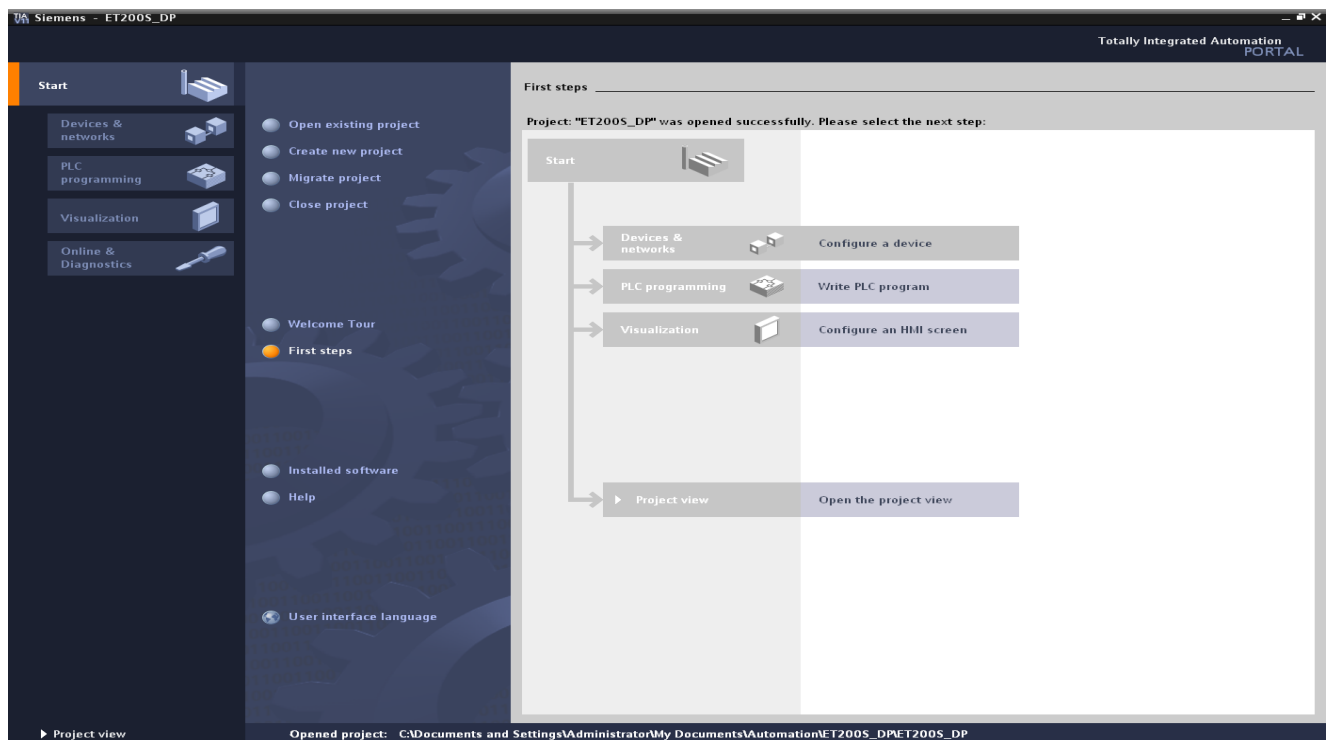 Siemens - ET200S_DP
Totally Integrated Automation
PORTAL
Start
Devices &
networks
PLC
programming
Visualization
Online &
Diagnostics
Open existing project
Create new project
Migrate project
Close project
Welcome Tour
First steps
Installed software
Help
User interface language
First steps
Project: "ET200S_DP" was opened successfully. Please select the next step:
Start
Devices &
networks
Configure a device
PLC programming
Write PLC program
Visualization
Configure an HMI screen
Project view
Open the project view
Project view
Opened project: C:\Documents and Settings\Administrator\My Documents\Automation\ET200S_DP\ET200S_DP